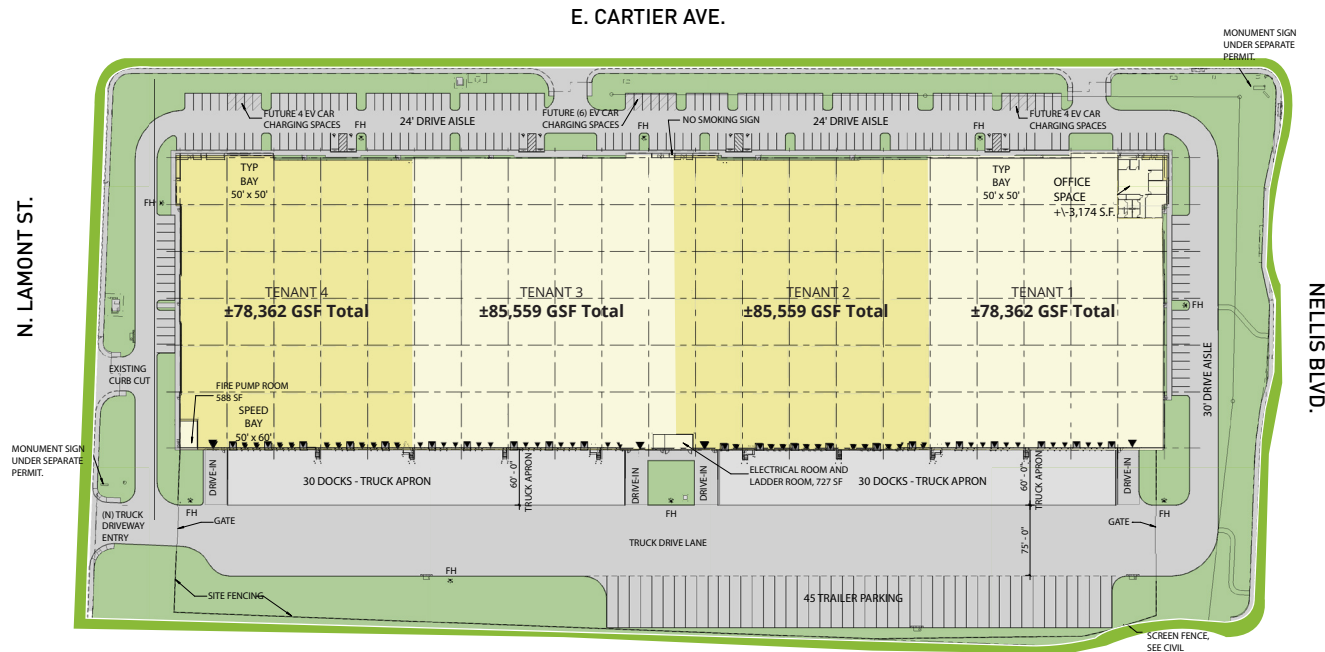 E. CARTIER AVE.
MONUMENT SIGN
UNDER SEPARATE
PERMIT.
FUTURE 4 EV CAR
CHARGING SPACES
FH
24' DRIVE AISLE
FUTURE (6) EV CAR
CHARGING SPACES
FH
NO SMOKING SIGN
24' DRIVE AISLE
FH
FUTURE 4 EV CAR
CHARGING SPACES
TYP
BAY
50' x 50'
TYP
BAY
50' x 50'
OFFICE
SPACE
+\-3,174 S.F.
FH
N. LAMONT ST.
NELLIS BLVD.
TENANT 4
±78,362 GSF Total
TENANT 3
±85,559 GSF Total
TENANT 2
±85,559 GSF Total
TENANT 1
±78,362 GSF Total
FH
30' DRIVE AISLE
EXISTING
CURB CUT
FIRE PUMP ROOM
588 SF
SPEED
BAY
50' x 60'
MONUMENT SIGN
UNDER SEPARATE
PERMIT.
DRIVE-IN
30 DOCKS - TRUCK APRON
60' - 0"
TRUCK APRON
DRIVE-IN
DRIVE-IN
ELECTRICAL ROOM AND
LADDER ROOM, 727 SF
30 DOCKS - TRUCK APRON
60' - 0"
TRUCK APRON
DRIVE-IN
(N) TRUCK
DRIVEWAY
ENTRY
FH
GATE
FH
GATE
FH
TRUCK DRIVE LANE
75' - 0"
FH
SITE FENCING
45 TRAILER PARKING
SCREEN FENCE,
SEE CIVIL